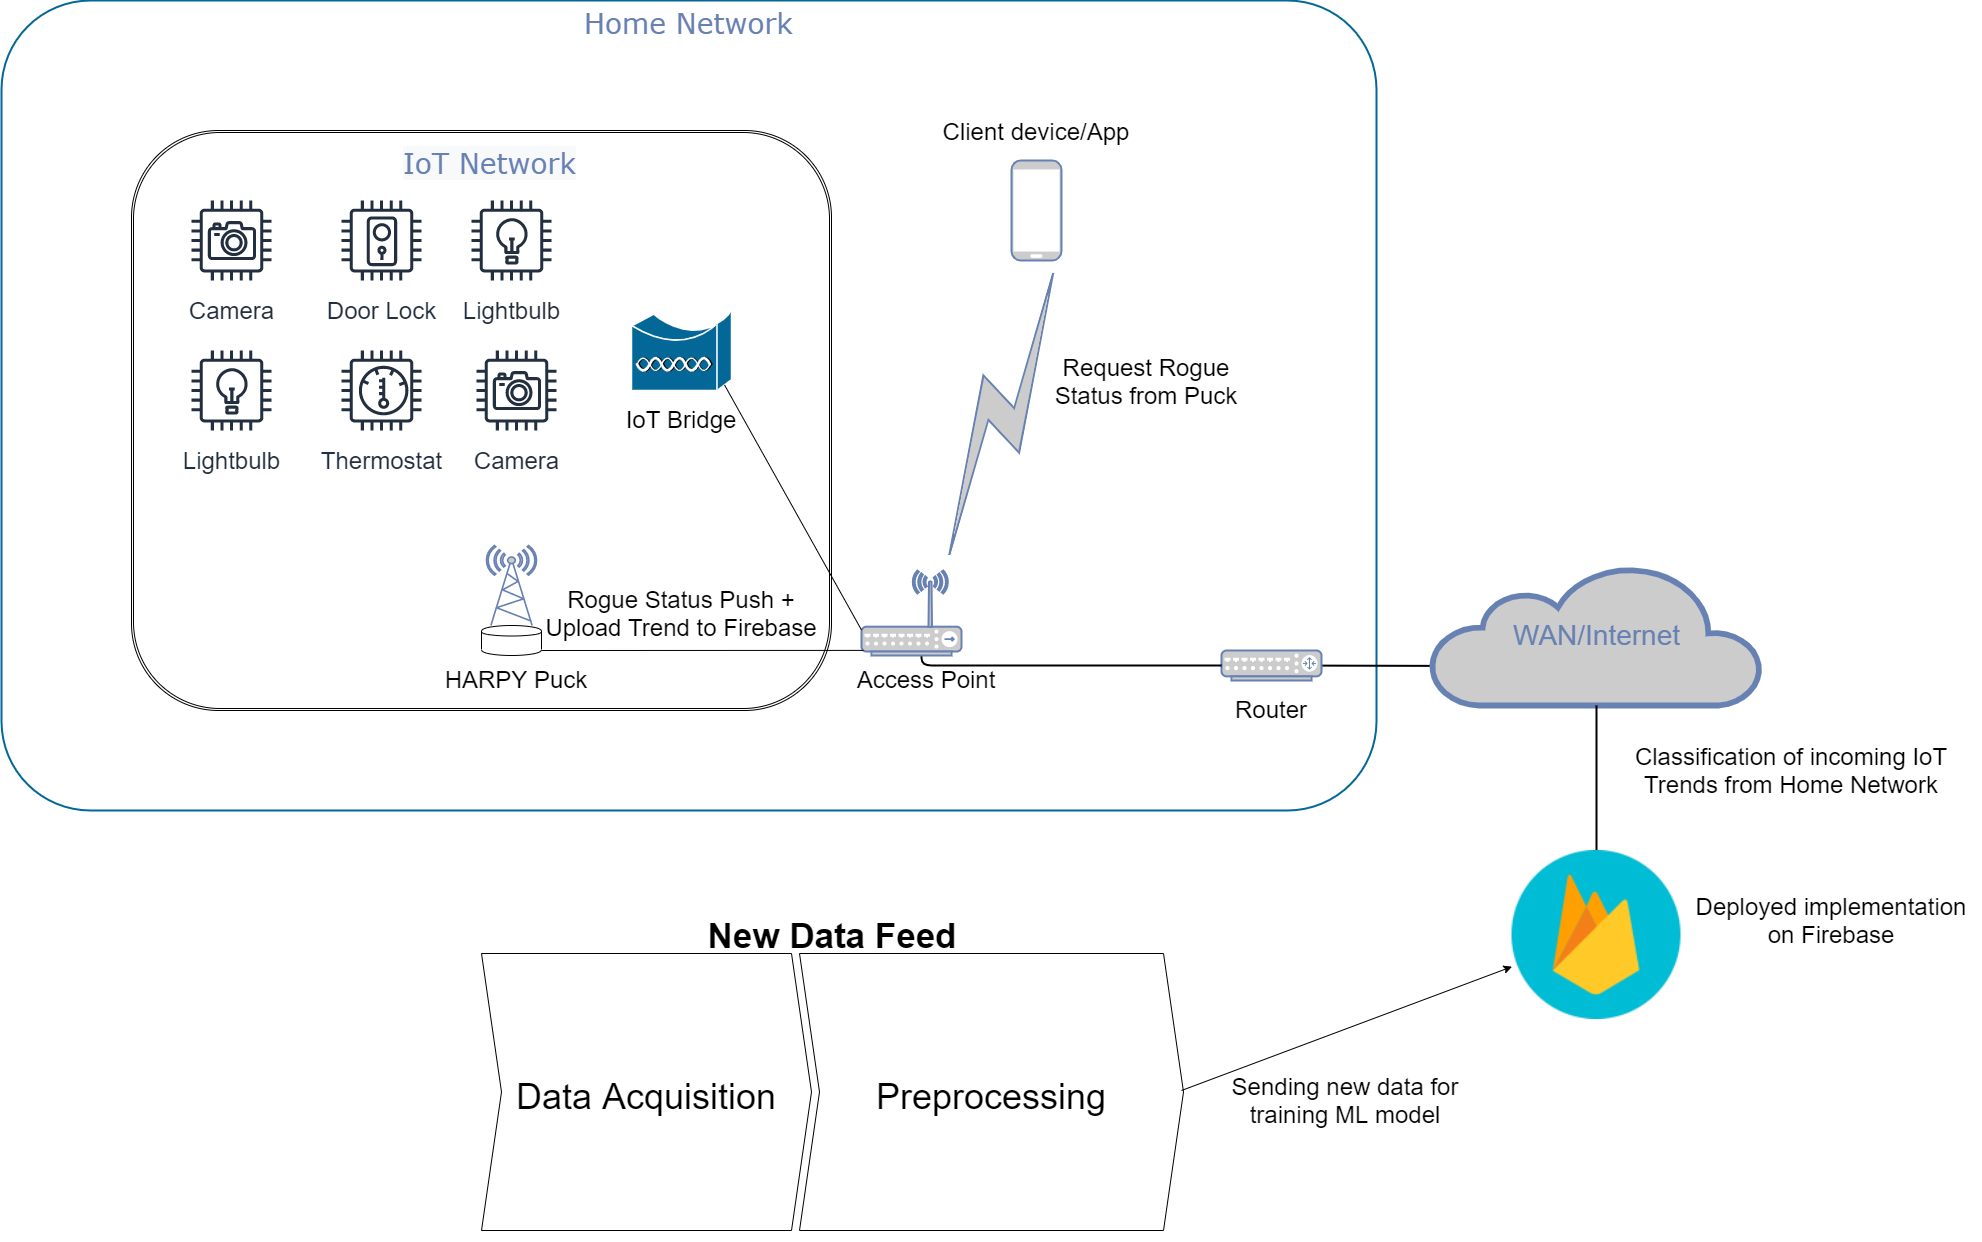 Home Network
IoT Network
Camera
Door Lock
Lightbulb
Lightbulb
Thermostat
Camera
IoT Bridge
Client device/App
Request Rogue
Status from Puck
Rogue Status Push +
Upload Trend to Firebase
HARPY Puck
Access Point
Router
WAN/Internet
Classification of incoming IoT
Trends from Home Network
Deployed implementation
on Firebase
New Data Feed
Data Acquisition
Preprocessing
Sending new data for
training ML model